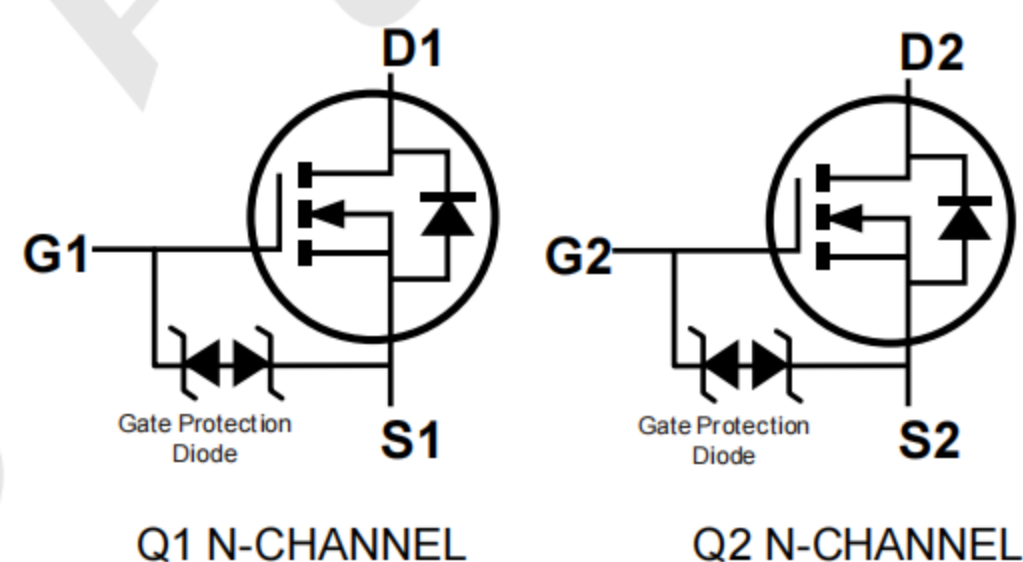 D1
D2
G1
G2
Gate Protection
Diode
S1
Gate Protection
Diode
S2
Q1 N-CHANNEL
Q2 N-CHANNEL